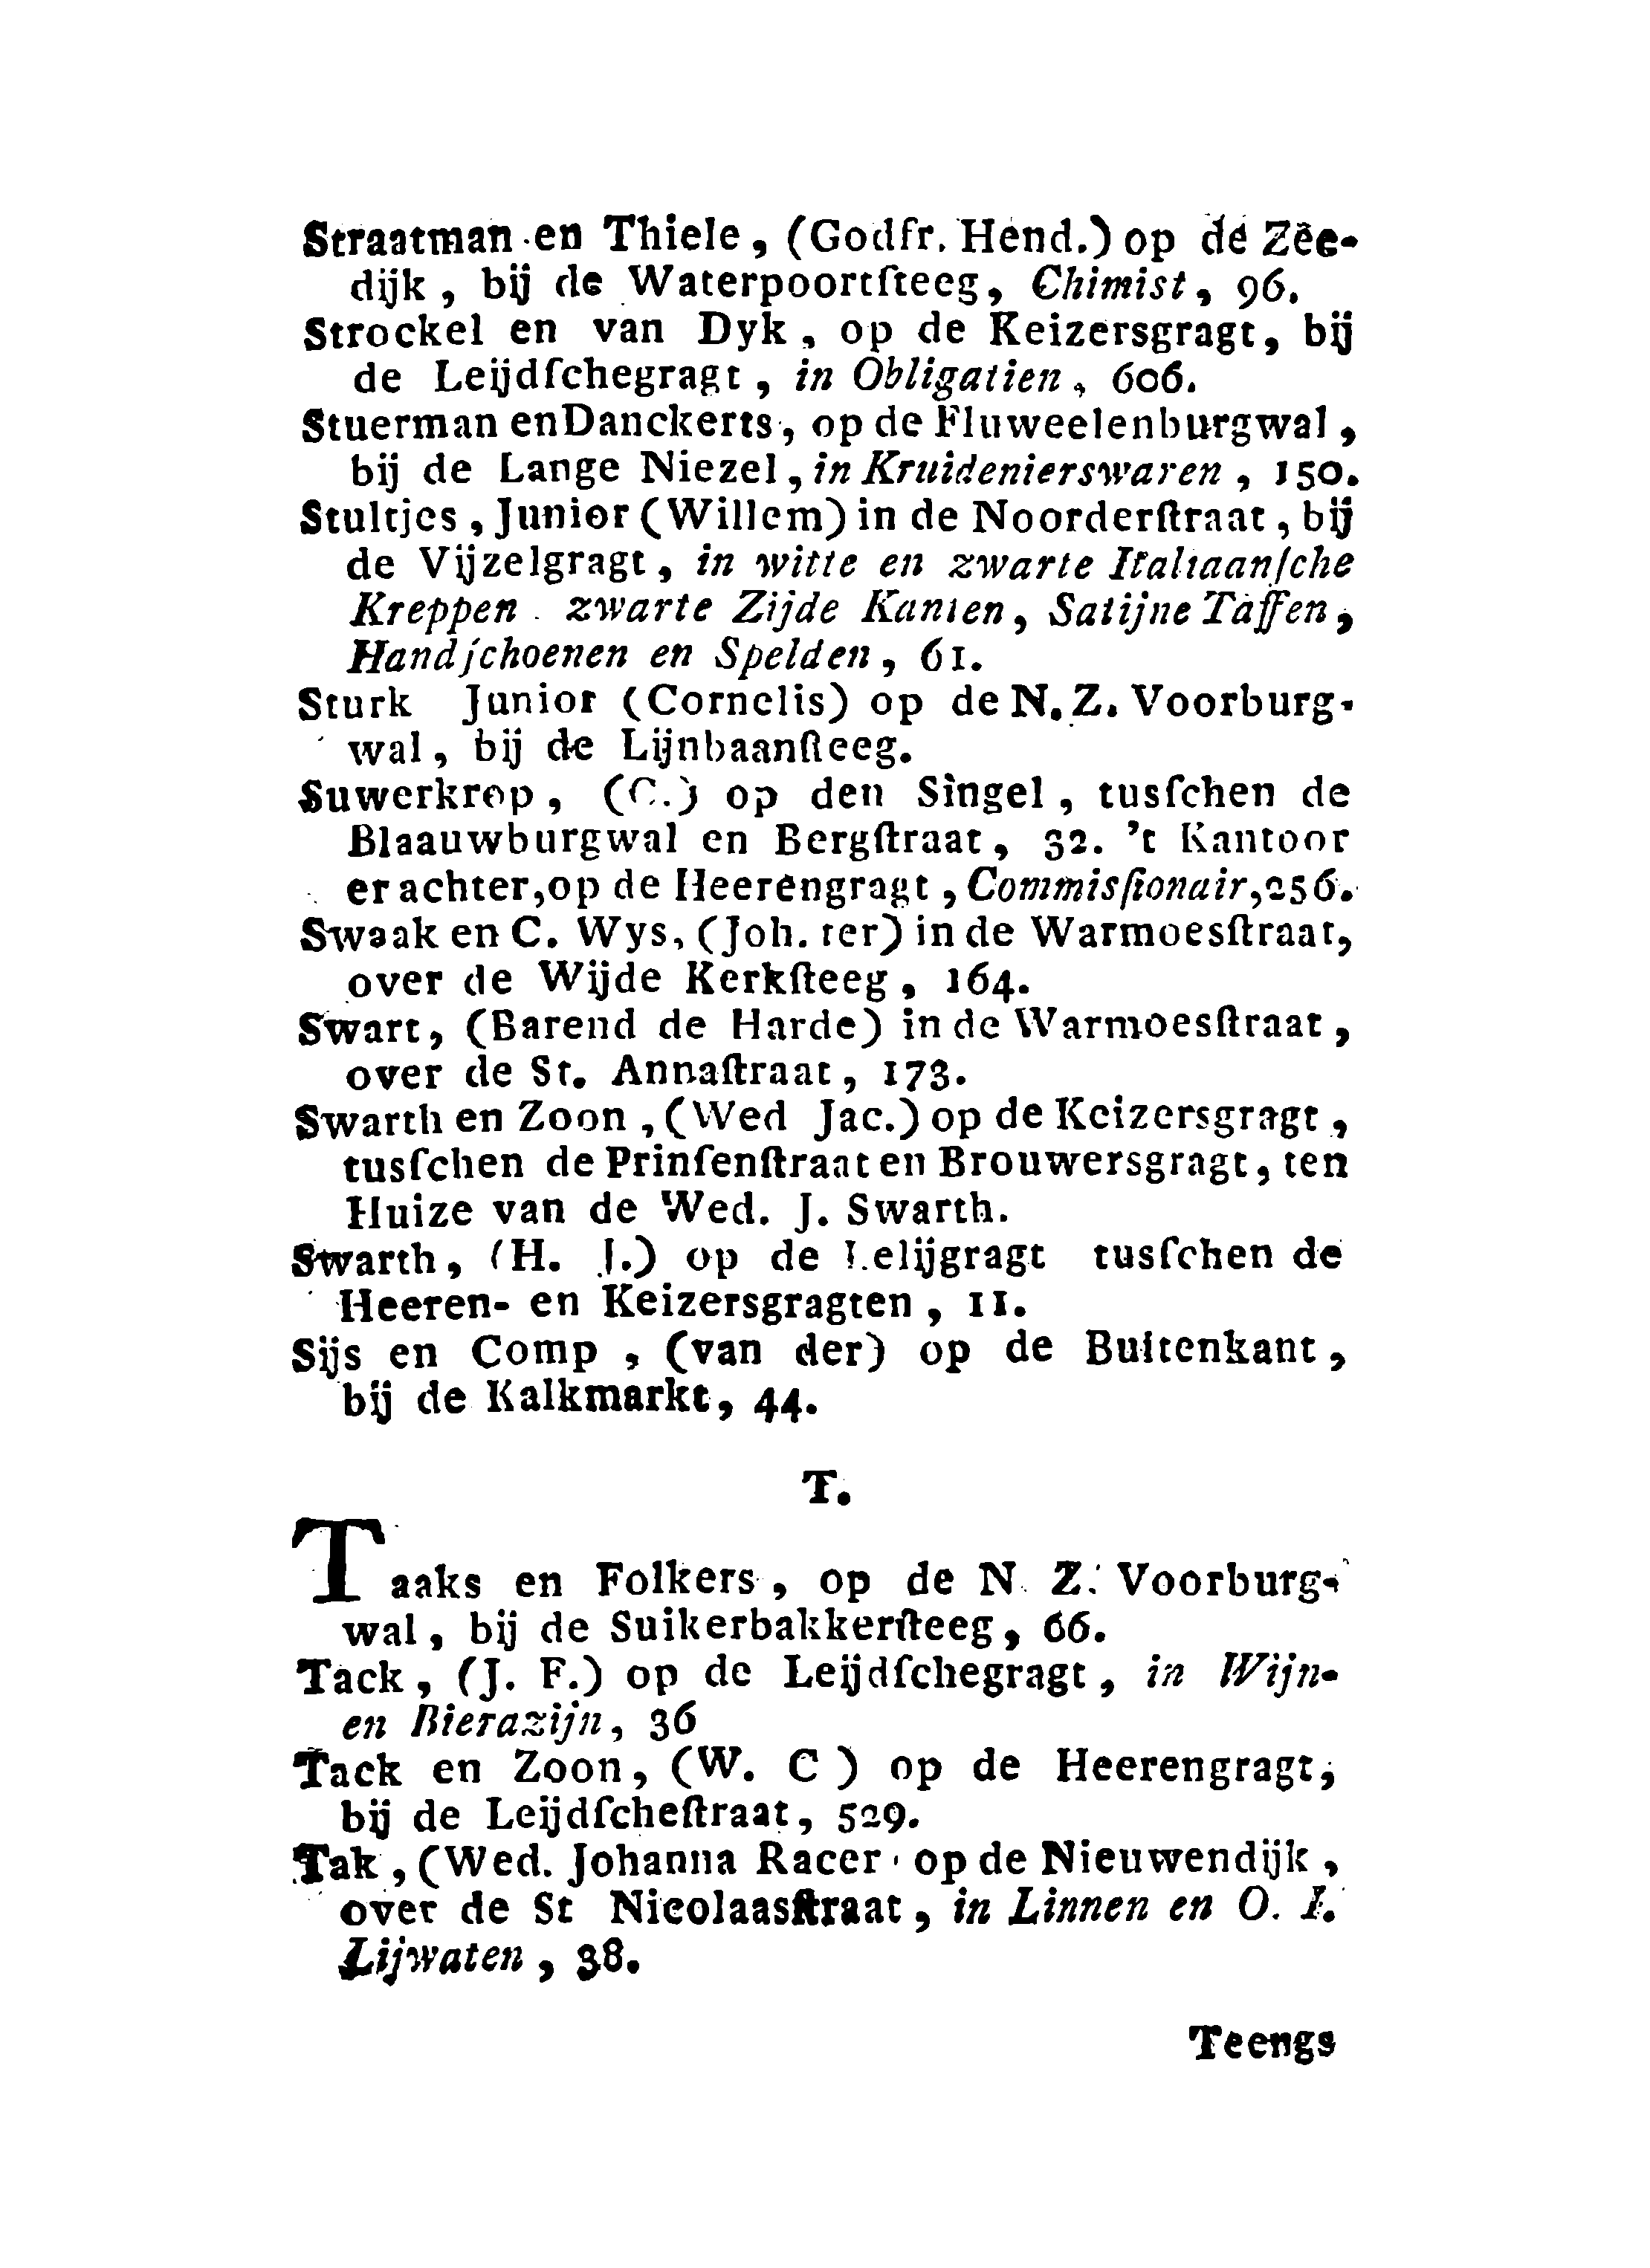 Straatman en Thiele, (Godfr. Hend.) op de Zee-
dijk, bij de Waterpoortſteeg, Chimist, 96.
Strockel en van Dyk, op de Keizersgragt, bij
de Leijdſchegragt, in Obligatien, 606.
Stuerman en Danckerts, op de Fluweelenburgwal,
bij de Lange Niezel, in Kruidenierswaren, 150.
Stultjes, Junior (Willem) in de Noorderſtraat, bij
de Vijzelgragt, in witte en zwarte Italiaanſche
Kreppen zwarte Zijde Kanten, Satijne Taffen,
Handſchoenen en Spelden, 61.
Sturk Junior (Cornelis) op de N. Z. Voorburg-
wal, bij de Lijnbaanſteeg.
Suwerkrop, (C.) op den Singel, tusſchen de
Blaauwburgwal en Bergſtraat, 32. 't Kantoor
er achter, op de Heerengragt, Commisſionair, 256.
Swaak en C. Wys, (Joh. ter) in de Warmoesſtraat,
over de Wijde Kerkſteeg, 164.
Swart, (Barend de Harde) in de Warmoesſtraat,
over de St. Annaſtraat, 173.
Swarth en Zoon, (Wed Jac.) op de Keizersgragt,
tusſchen de Prinſenſtraat en Brouwersgragt, ten
Huize van de Wed. J. Swarth.
Swarth, (H. J.) op de Lelijgragt tusſchen de
Heeren- en Keizersgragten, 11.
Sijs en Comp, (van der) op de Buitenkant,
bij de Kalkmarkt, 44.
T.
Taaks en Folkers, op de N. Z. Voorburg-
wal, bij de Suikerbakkerſteeg, 66.
Tack, (J. F.) op de Leijdſchegragt, in Wijn-
en Bierazijn, 36
Tack en Zoon, (W. C ) op de Heerengragt,
bij de Leijdſcheſtraat, 529.
Tak, (Wed. Johanna Racer op de Nieuwendijk,
over de St Nicolaasſtraat, in Linnen en O. I.
Lijwaten, 38.
Teengs